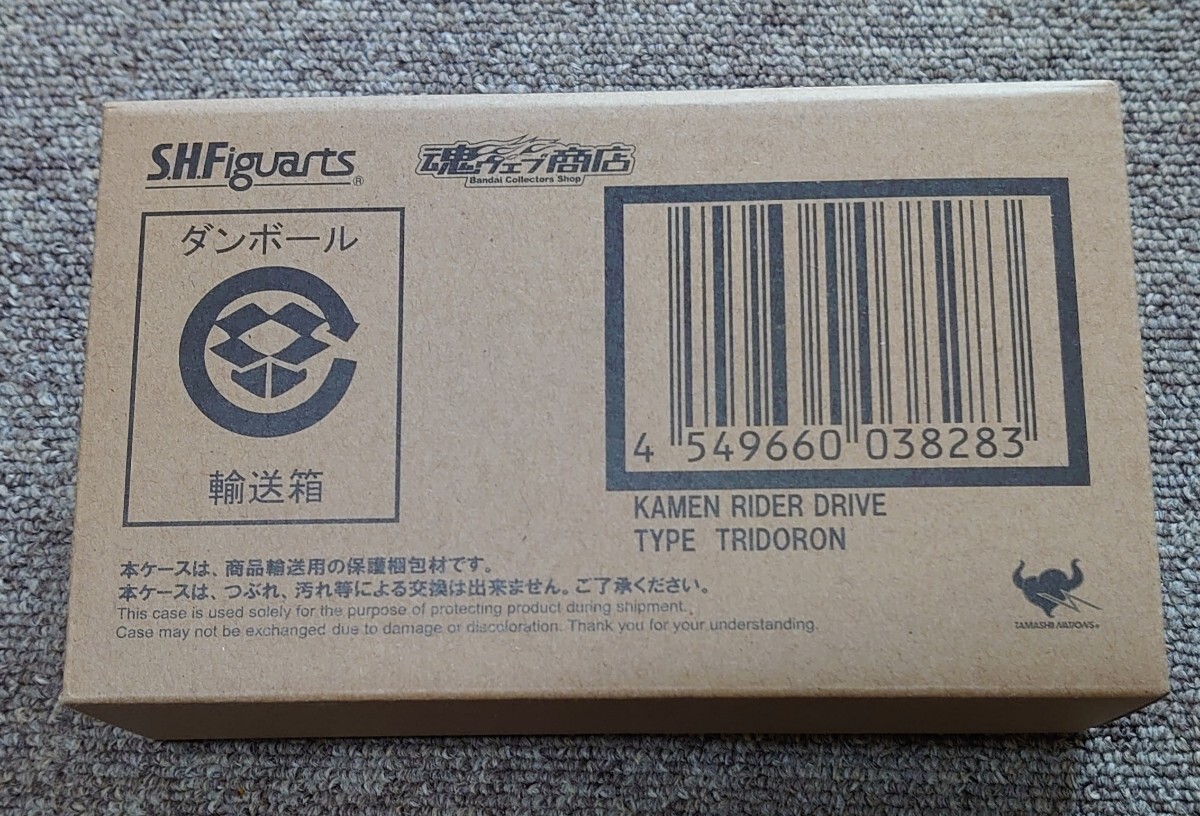 S.H.Figuarts®
魂ウェブ商店
Bandai Collectors Shop
ダンボール
輸送箱
4 549660 038283
KAMEN RIDER DRIVE
TYPE TRIDORON
本ケースは、商品輸送用の保護梱包材です。
本ケースは、つぶれ、汚れ等による交換は出来ません。ご了承ください。
This case is used solely for the purpose of protecting product during shipment.
Case may not be exchanged due to damage or discoloration. Thank you for your understanding.
TAMASHII NATIONS®